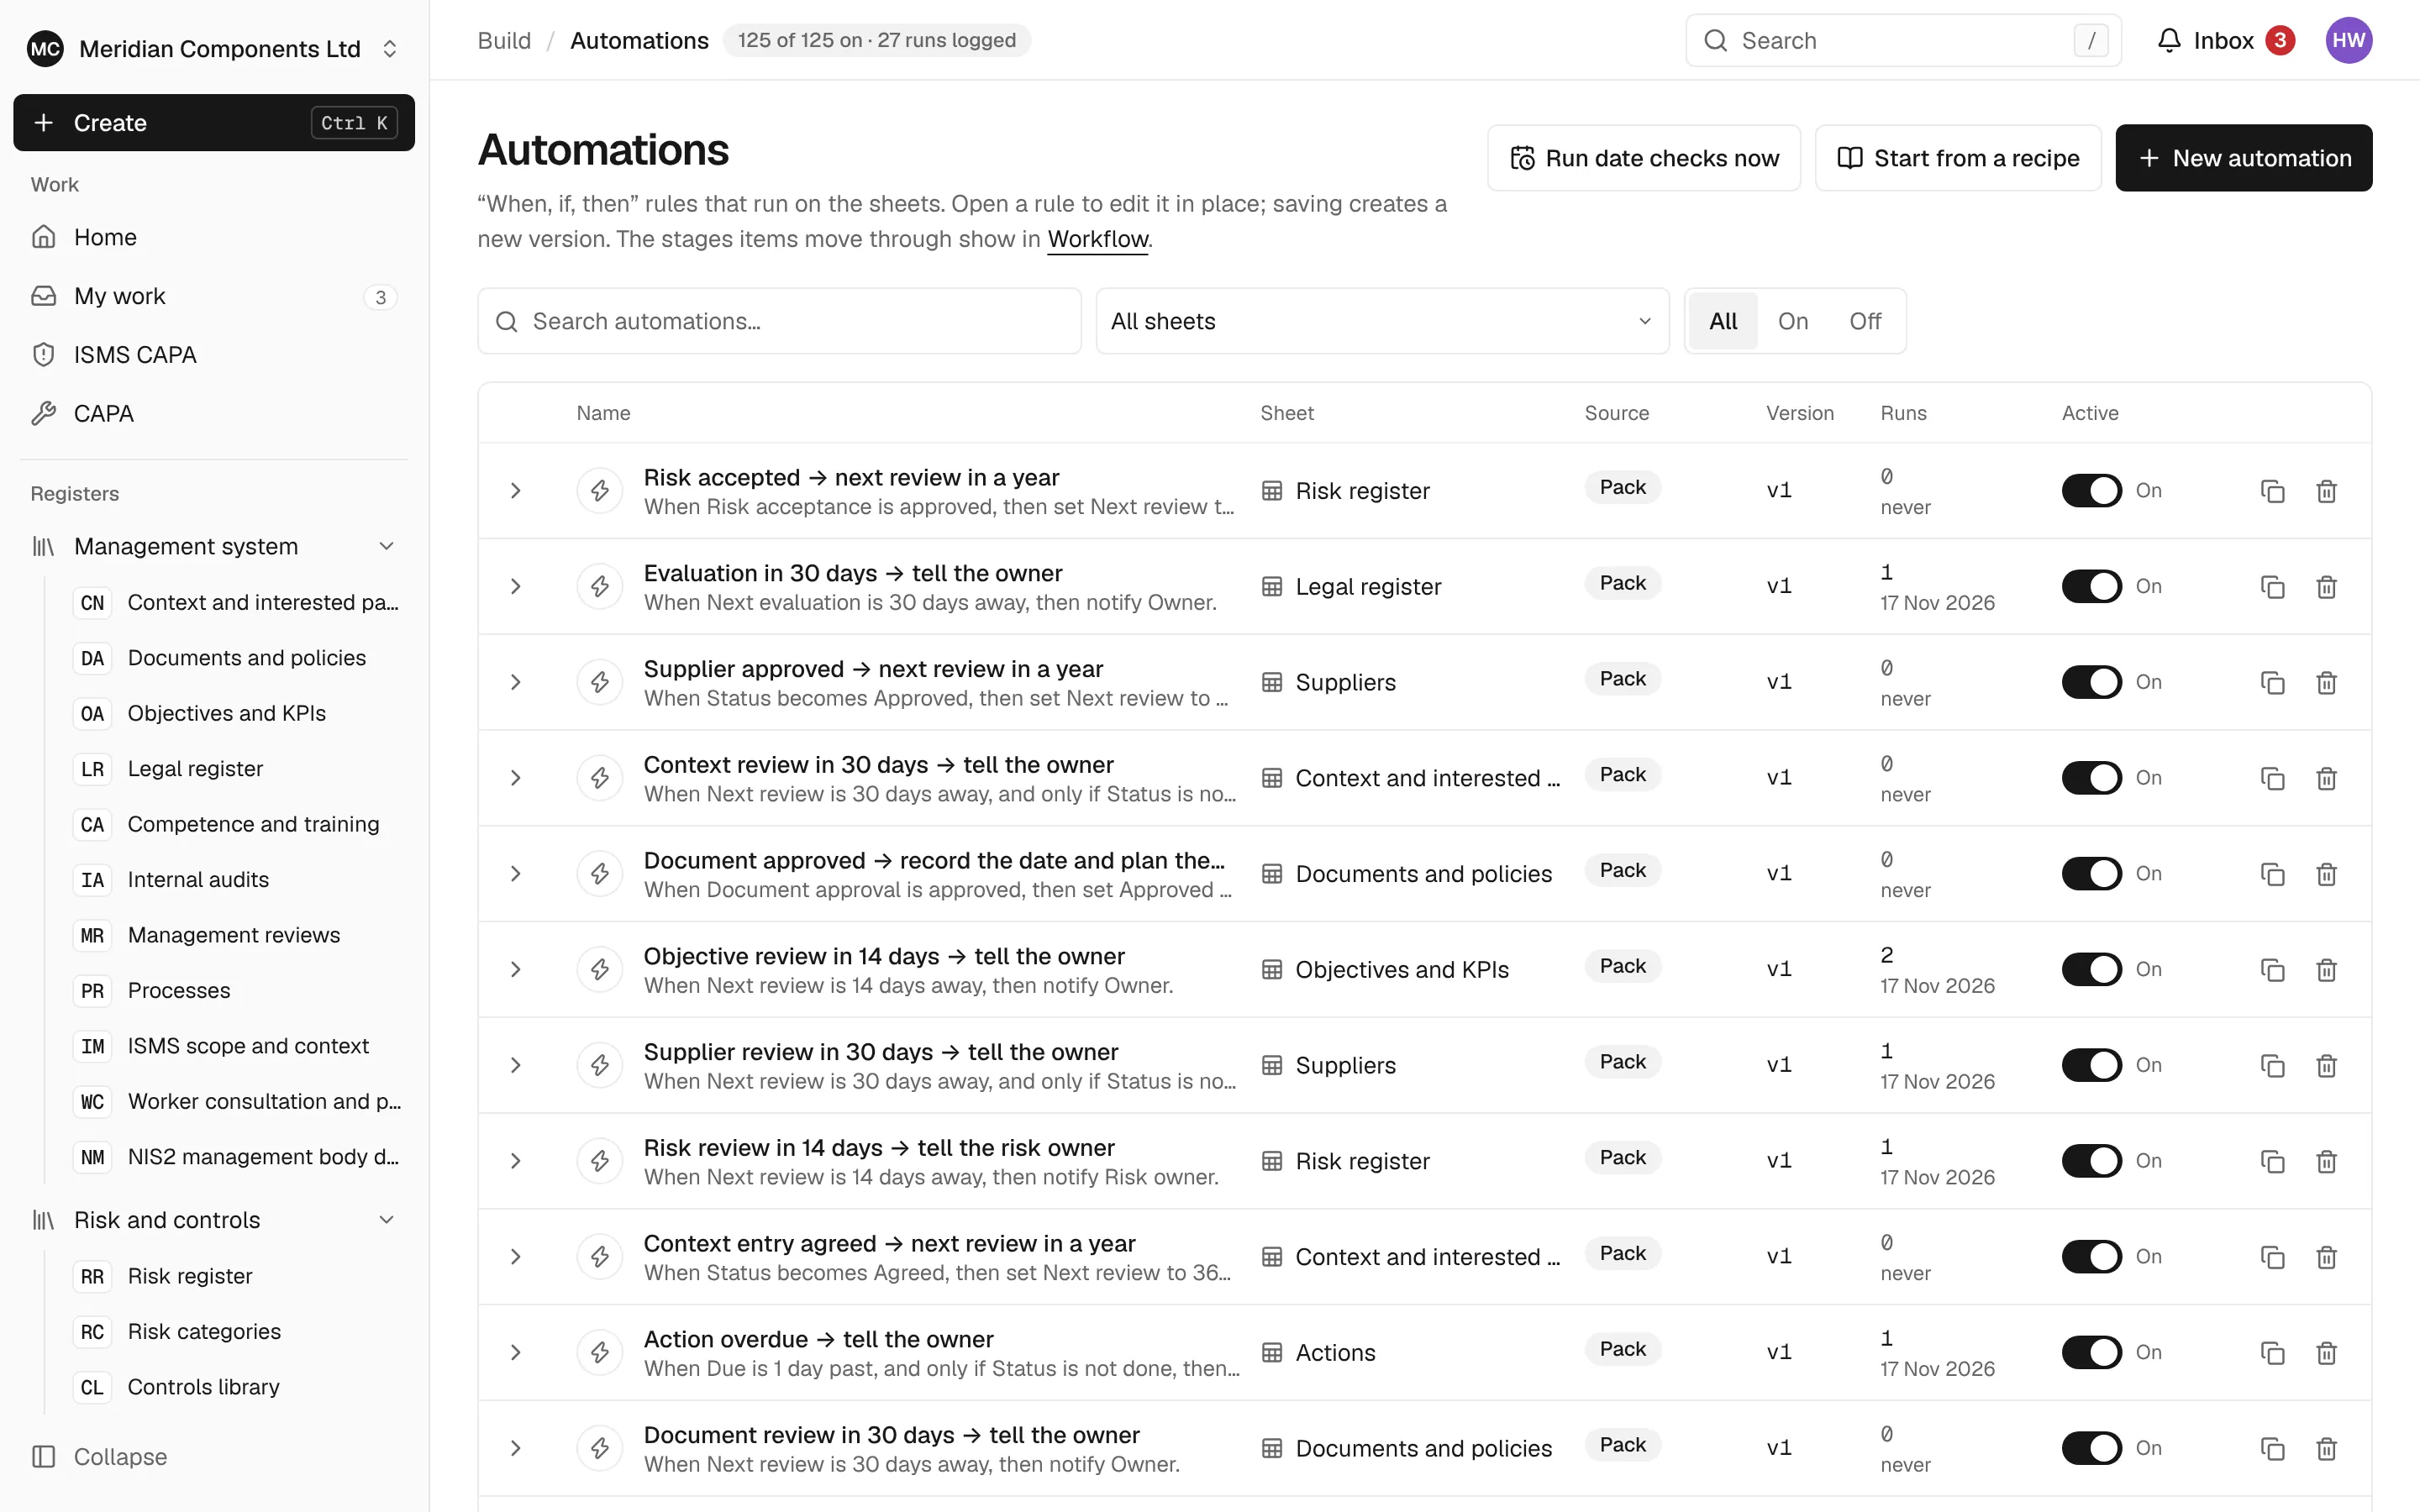 MC Meridian Components Ltd
Create Ctrl K
Work
Home
My work 3
ISMS CAPA
CAPA
Registers
Management system
CN Context and interested pa...
DA Documents and policies
OA Objectives and KPIs
LR Legal register
CA Competence and training
IA Internal audits
MR Management reviews
PR Processes
IM ISMS scope and context
WC Worker consultation and p...
NM NIS2 management body d...
Risk and controls
RR Risk register
RC Risk categories
CL Controls library
Collapse
Build / Automations 125 of 125 on · 27 runs logged
Search /
Inbox 3
HW
Automations
“When, if, then” rules that run on the sheets. Open a rule to edit it in place; saving creates a
new version. The stages items move through show in Workflow.
Run date checks now
Start from a recipe
New automation
Search automations...
All sheets
All On Off
Name Sheet Source Version Runs Active
Risk accepted → next review in a year
When Risk acceptance is approved, then set Next review t...
Risk register Pack v1 0 never On
Evaluation in 30 days → tell the owner
When Next evaluation is 30 days away, then notify Owner.
Legal register Pack v1 1 17 Nov 2026 On
Supplier approved → next review in a year
When Status becomes Approved, then set Next review to ...
Suppliers Pack v1 0 never On
Context review in 30 days → tell the owner
When Next review is 30 days away, and only if Status is no...
Context and interested ... Pack v1 0 never On
Document approved → record the date and plan the...
When Document approval is approved, then set Approved ...
Documents and policies Pack v1 0 never On
Objective review in 14 days → tell the owner
When Next review is 14 days away, then notify Owner.
Objectives and KPIs Pack v1 2 17 Nov 2026 On
Supplier review in 30 days → tell the owner
When Next review is 30 days away, and only if Status is no...
Suppliers Pack v1 1 17 Nov 2026 On
Risk review in 14 days → tell the risk owner
When Next review is 14 days away, then notify Risk owner.
Risk register Pack v1 1 17 Nov 2026 On
Context entry agreed → next review in a year
When Status becomes Agreed, then set Next review to 36...
Context and interested ... Pack v1 0 never On
Action overdue → tell the owner
When Due is 1 day past, and only if Status is not done, then...
Actions Pack v1 1 17 Nov 2026 On
Document review in 30 days → tell the owner
When Next review is 30 days away, then notify Owner.
Documents and policies Pack v1 0 never On